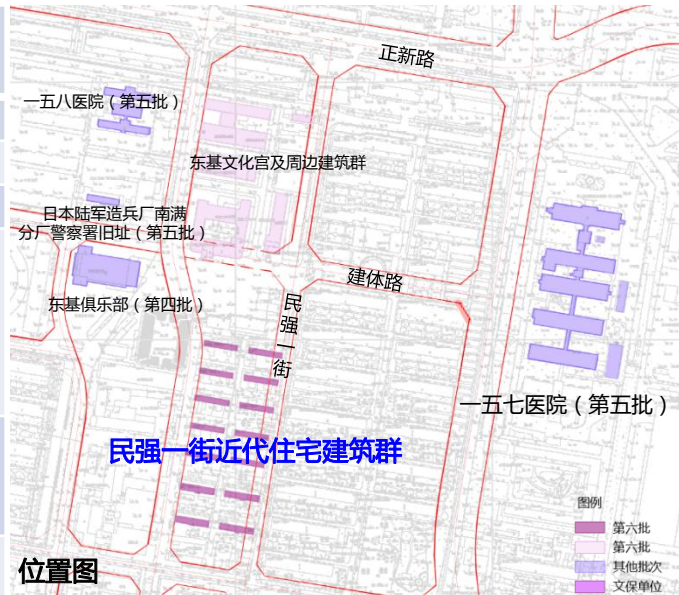 正新路
一五八医院（第五批）
东基文化宫及周边建筑群
日本陆军造兵厂南满
分厂警察署旧址（第五批）
建体路
东基俱乐部（第四批）
民强一街
一五七医院（第五批）
民强一街近代住宅建筑群
图例
第六批
第六批
其他批次
文保单位
位置图